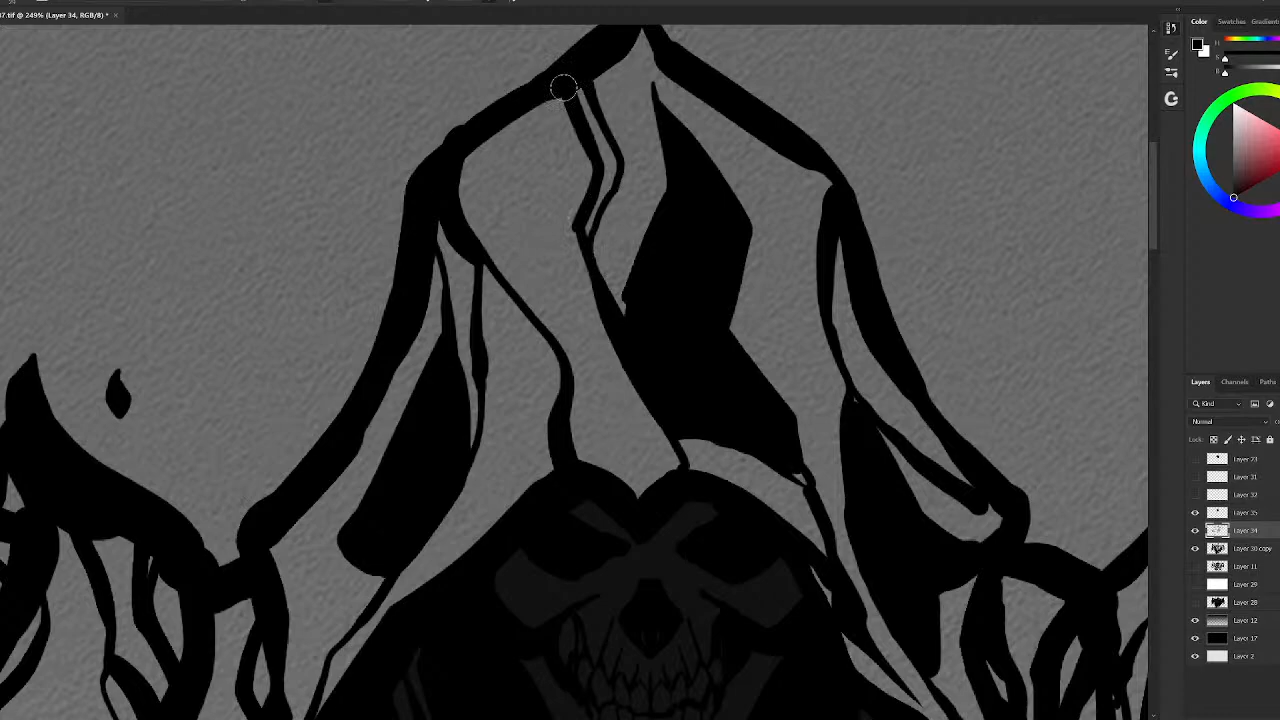 37.tif @ 249% (Layer 34, RGB/8) *
Color
Swatches
Gradients
H
S
B
Layers
Channels
Paths
Kind
Normal
Lock:
Layer 23
Layer 31
Layer 32
Layer 35
Layer 34
Layer 30 copy
Layer 11
Layer 29
Layer 28
Layer 12
Layer 17
Layer 2